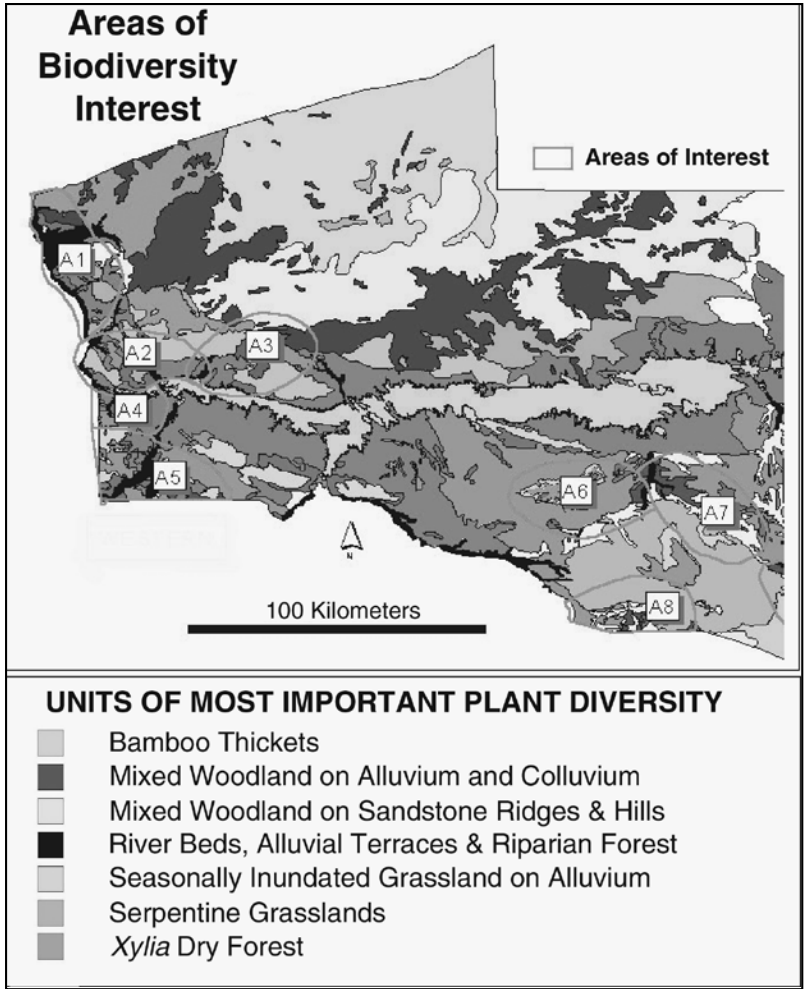 Areas of
Biodiversity
Interest
Areas of Interest
A1
A2
A3
A4
A5
A6
A7
A8
N
100 Kilometers
UNITS OF MOST IMPORTANT PLANT DIVERSITY
Bamboo Thickets
Mixed Woodland on Alluvium and Colluvium
Mixed Woodland on Sandstone Ridges & Hills
River Beds, Alluvial Terraces & Riparian Forest
Seasonally Inundated Grassland on Alluvium
Serpentine Grasslands
Xylia Dry Forest